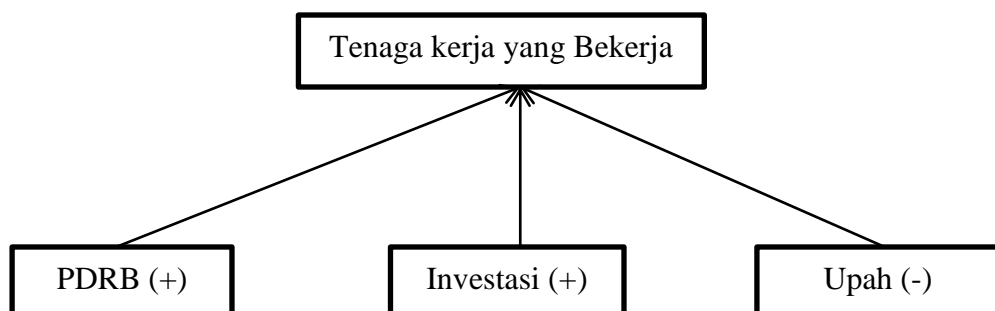 Tenaga kerja yang Bekerja
PDRB (+)
Investasi (+)
Upah (-)